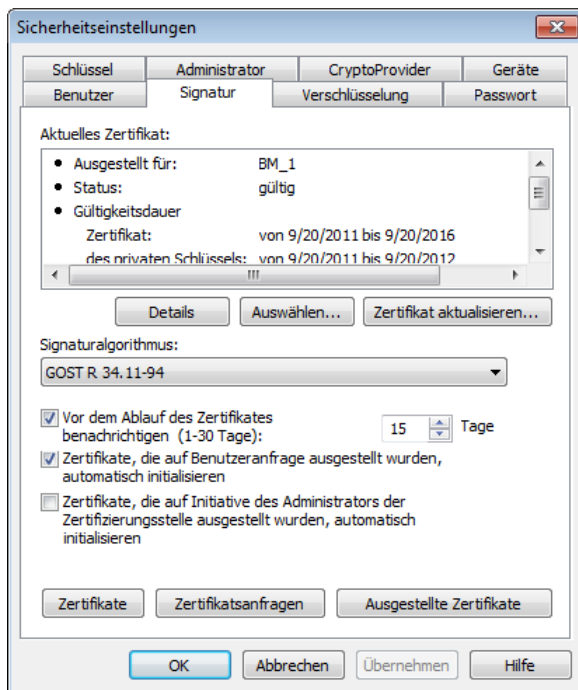 Sicherheitseinstellungen
Schlüssel Administrator CryptoProvider Geräte
Benutzer Signatur Verschlüsselung Passwort
Aktuelles Zertifikat:
• Ausgestellt für: BM_1
• Status: gültig
• Gültigkeitsdauer
Zertifikat: von 9/20/2011 bis 9/20/2016
des privaten Schlüssels: von 9/20/2011 bis 9/20/2012
Details Auswählen... Zertifikat aktualisieren...
Signaturalgorithmus:
GOST R 34.11-94
Vor dem Ablauf des Zertifikates
benachrichtigen (1-30 Tage): 15 Tage
Zertifikate, die auf Benutzeranfrage ausgestellt wurden,
automatisch initialisieren
Zertifikate, die auf Initiative des Administrators der
Zertifizierungsstelle ausgestellt wurden, automatisch
initialisieren
Zertifikate Zertifikatsanfragen Ausgestellte Zertifikate
OK Abbrechen Übernehmen Hilfe